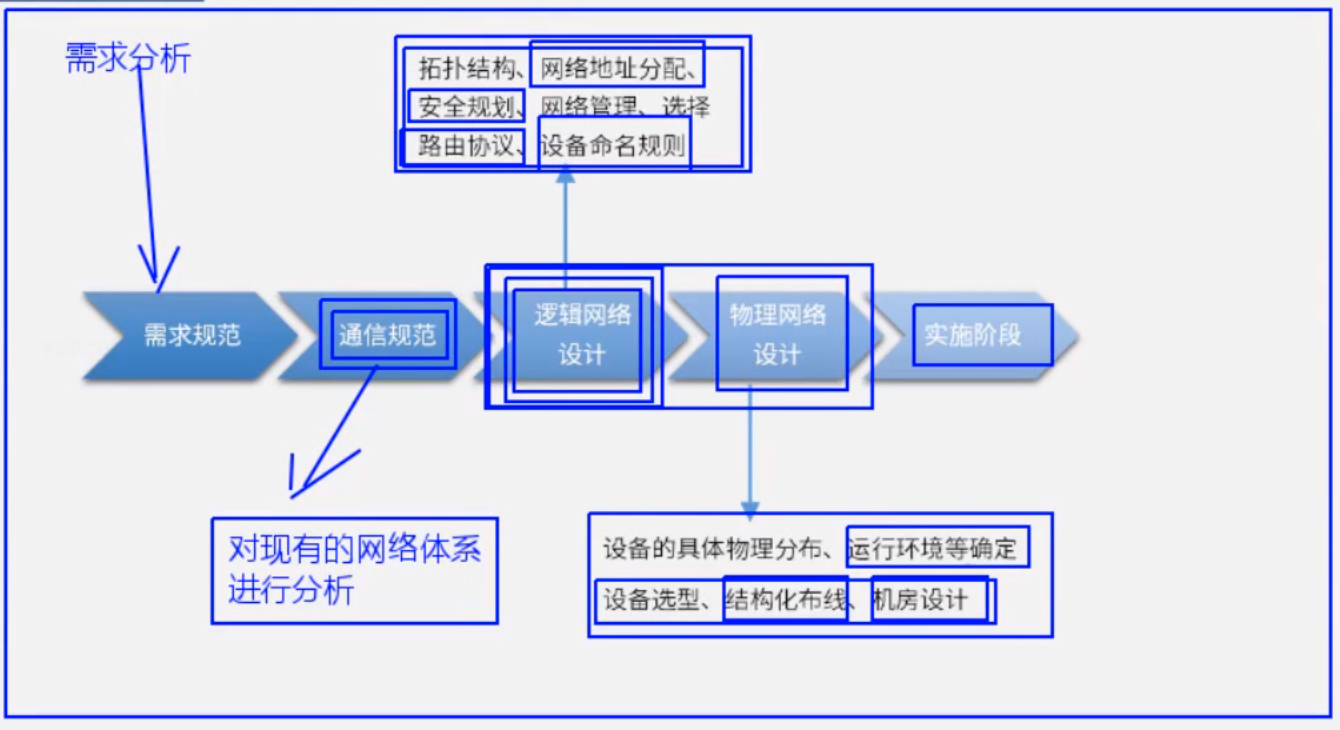 需求分析
拓扑结构、网络地址分配、
安全规划、网络管理、选择
路由协议、设备命名规则
需求规范
通信规范
逻辑网络
设计
物理网络
设计
实施阶段
对现有的网络体系
进行分析
设备的具体物理分布、运行环境等确定
设备选型、结构化布线、机房设计